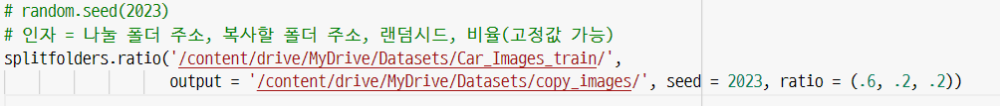 # random.seed(2023)
# 인자 = 나눌 폴더 주소, 복사할 폴더 주소, 랜덤시드, 비율(고정값 가능)
splitfolders.ratio('/content/drive/MyDrive/Datasets/Car_Images_train/',
output = '/content/drive/MyDrive/Datasets/copy_images/', seed = 2023, ratio = (.6, .2, .2))